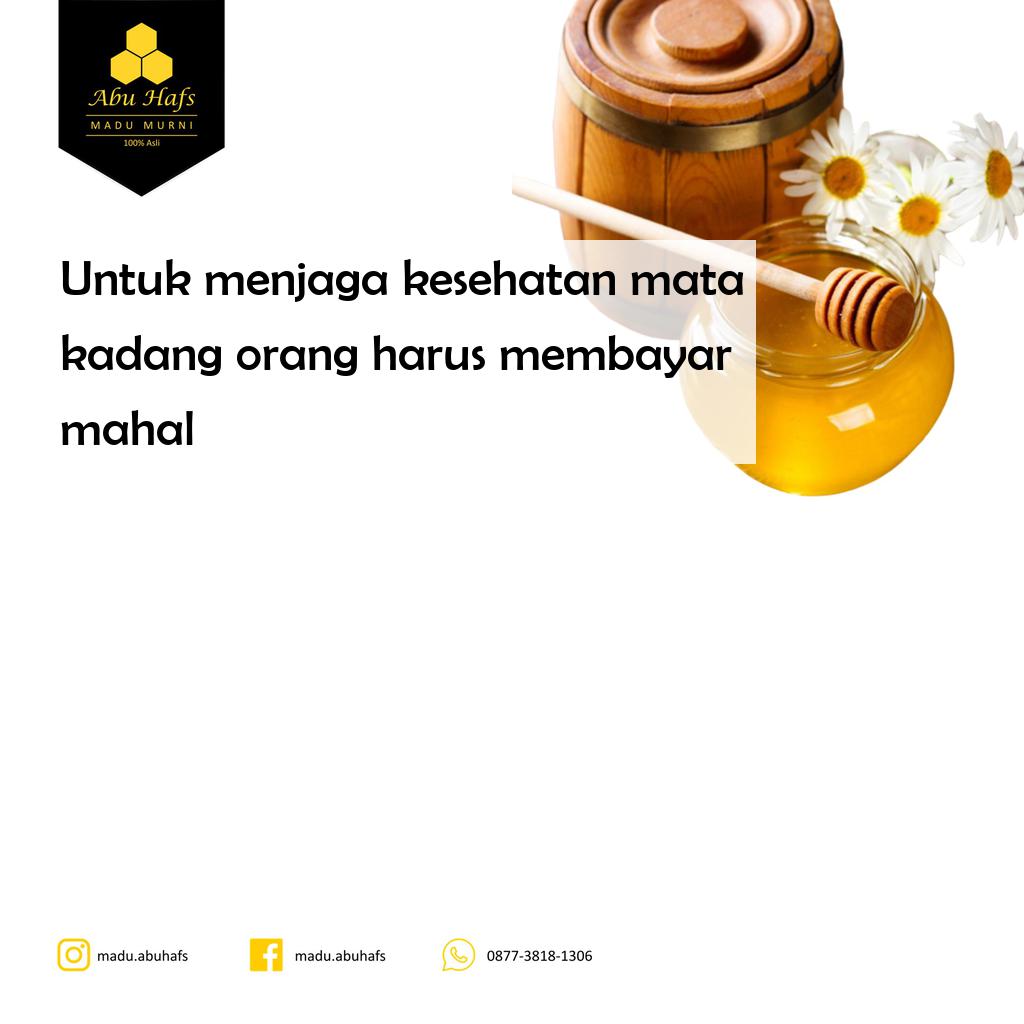 Abu Hafs
MADU MURNI
100% Asli
Untuk menjaga kesehatan mata
kadang orang harus membayar
mahal
madu.abuhafs
madu.abuhafs
0877-3818-1306